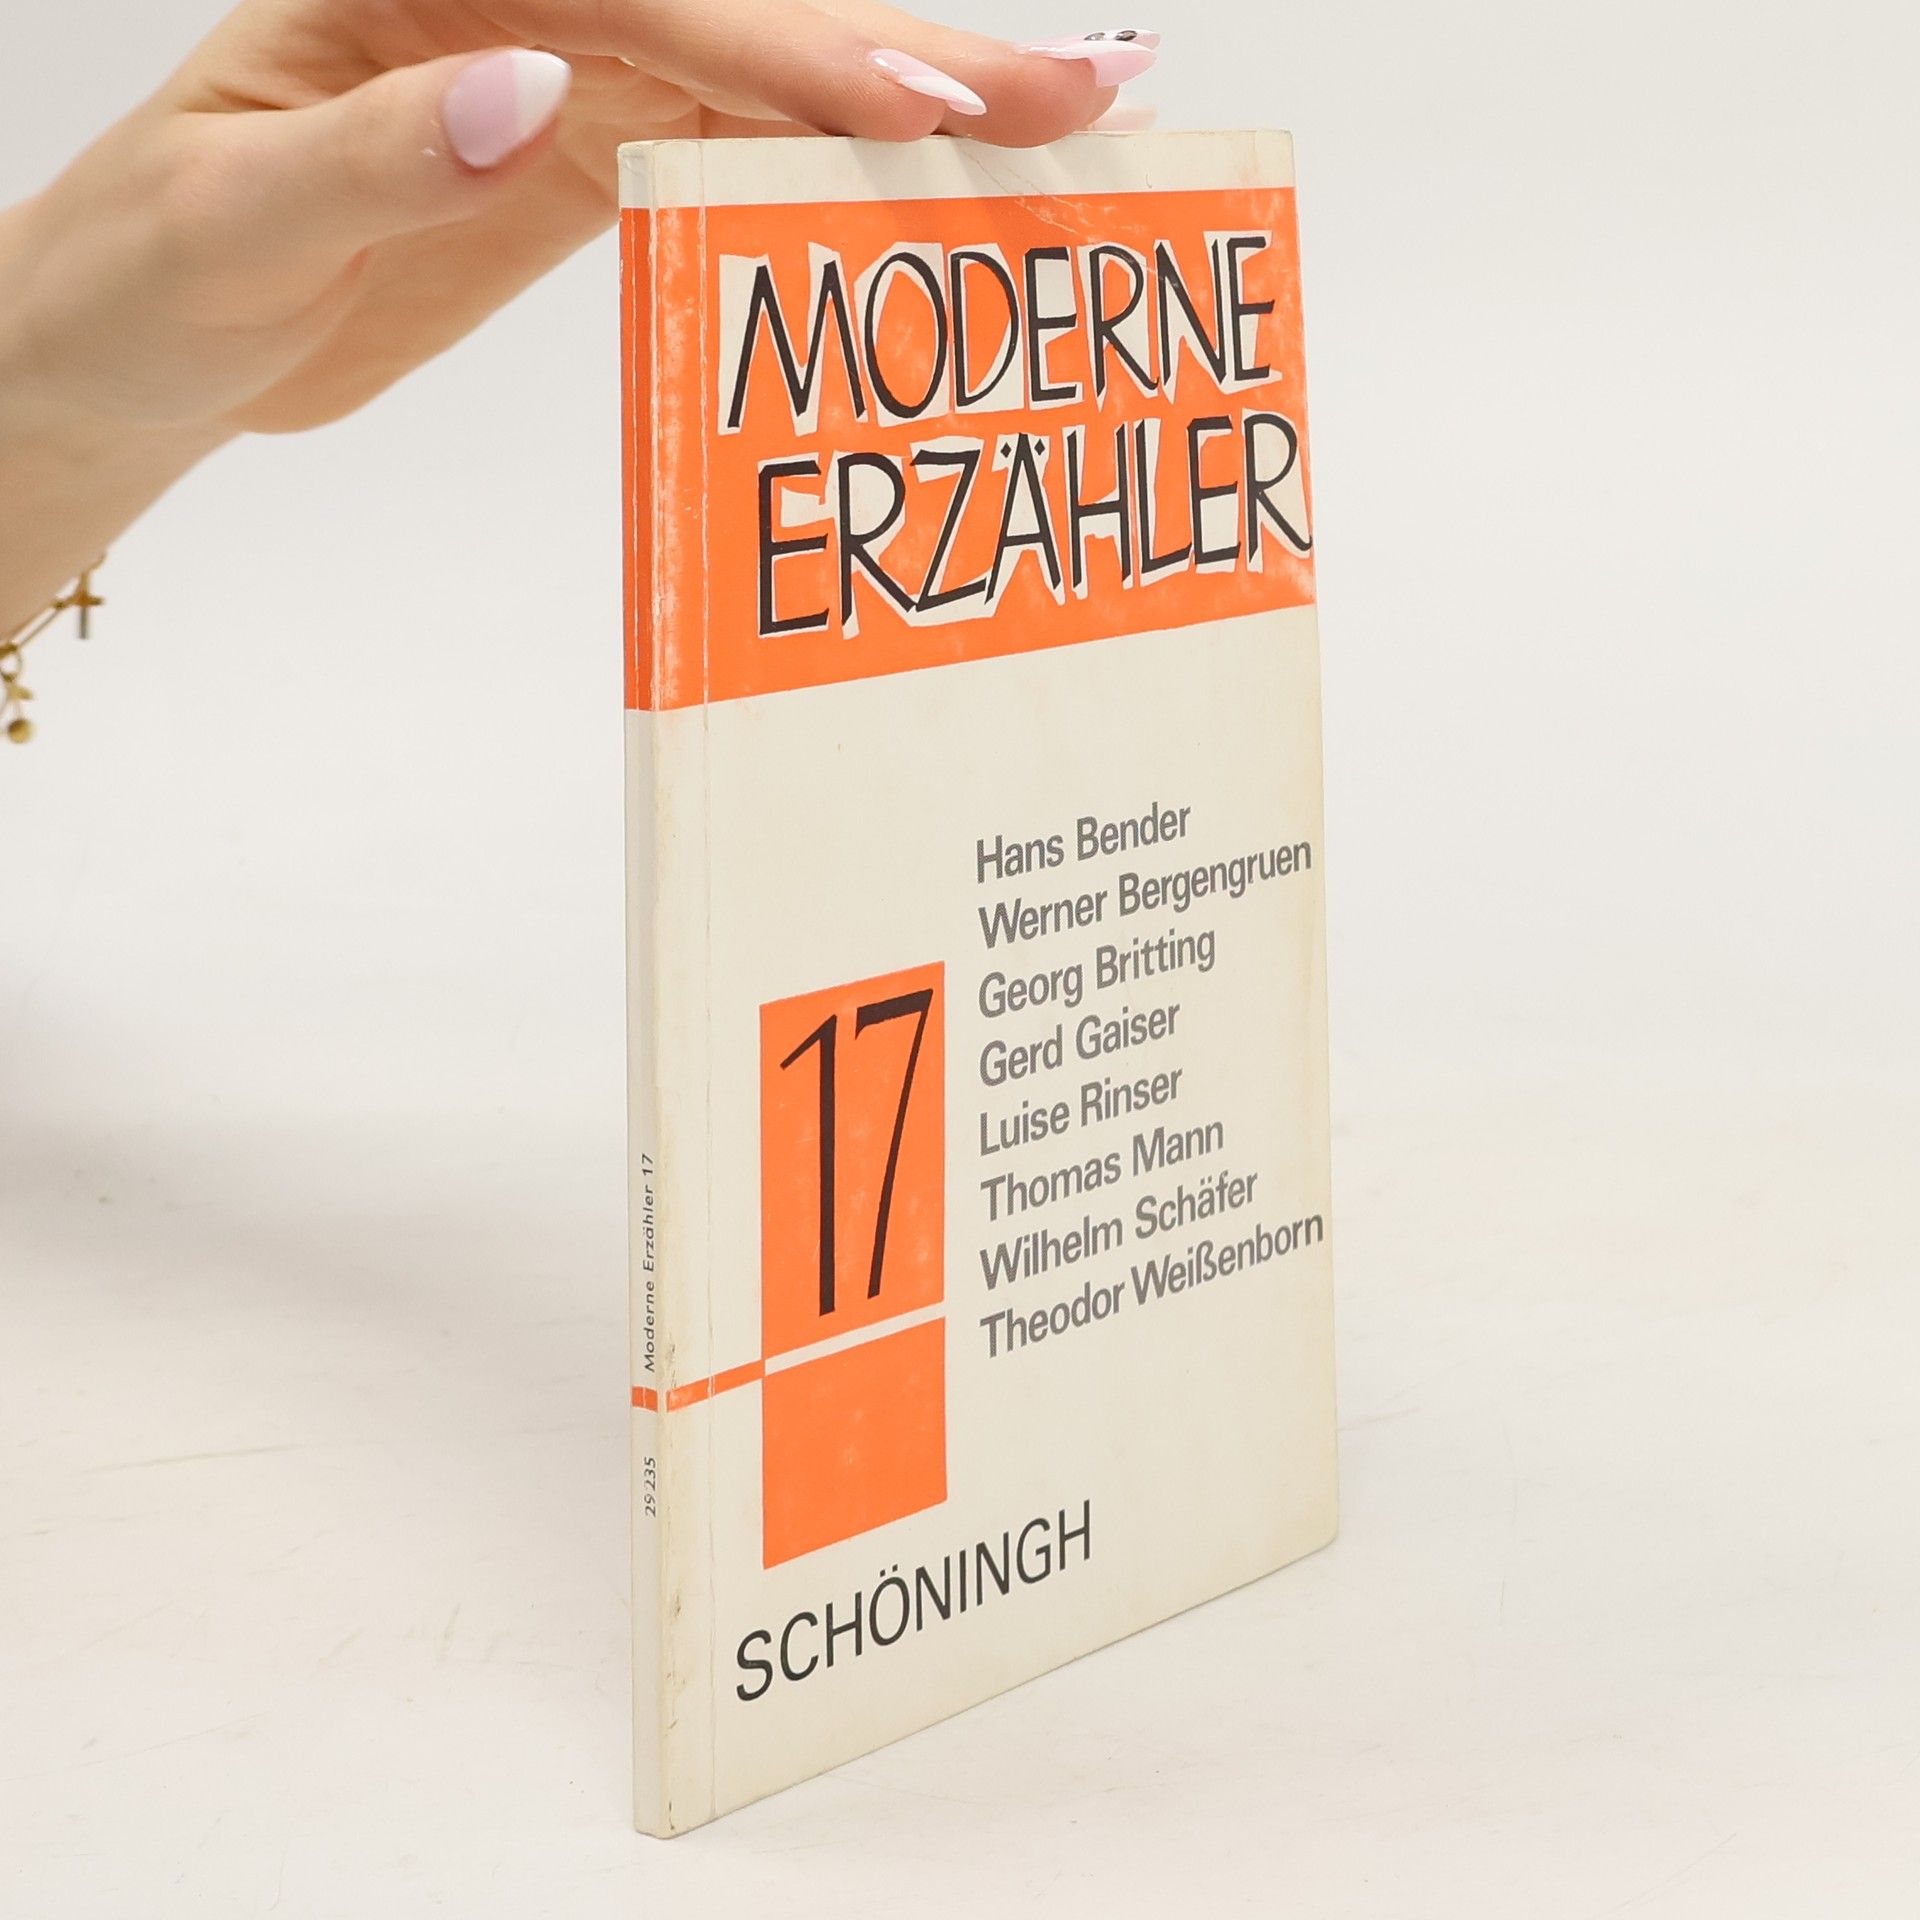 MODERNE
ERZÄHLER
Hans Bender
Werner Bergengruen
Georg Britting
Gerd Gaiser
Luise Rinser
Thomas Mann
Wilhelm Schäfer
Theodor Weißenborn
17
SCHÖNINGH
Moderne Erzähler 17
29235